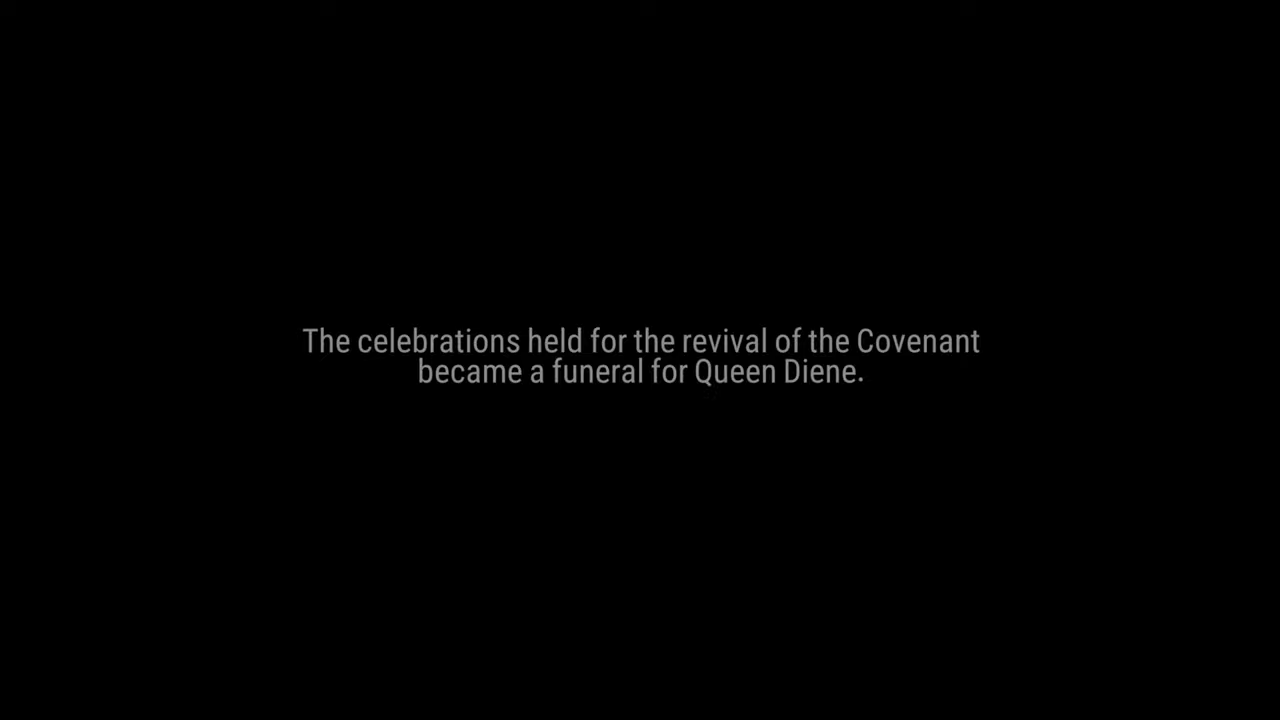 The celebrations held for the revival of the Covenant
became a funeral for Queen Diene.